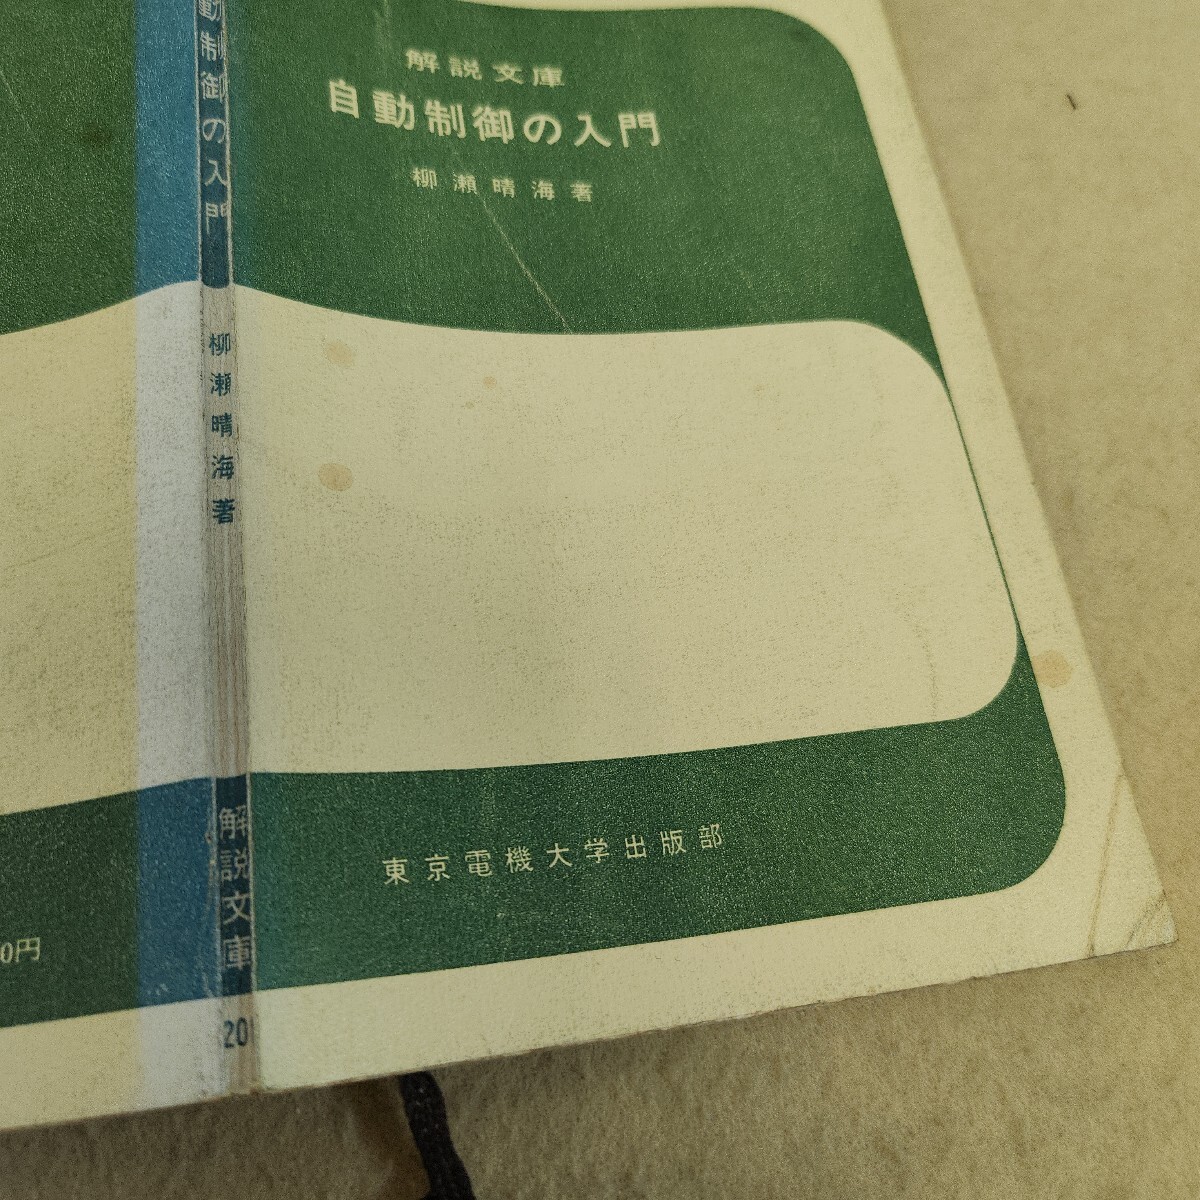 解説文庫
自動制御の入門
柳瀬晴海著
東京電機大学出版部
動制御の入門
柳瀬晴海著
解説文庫
201
0円